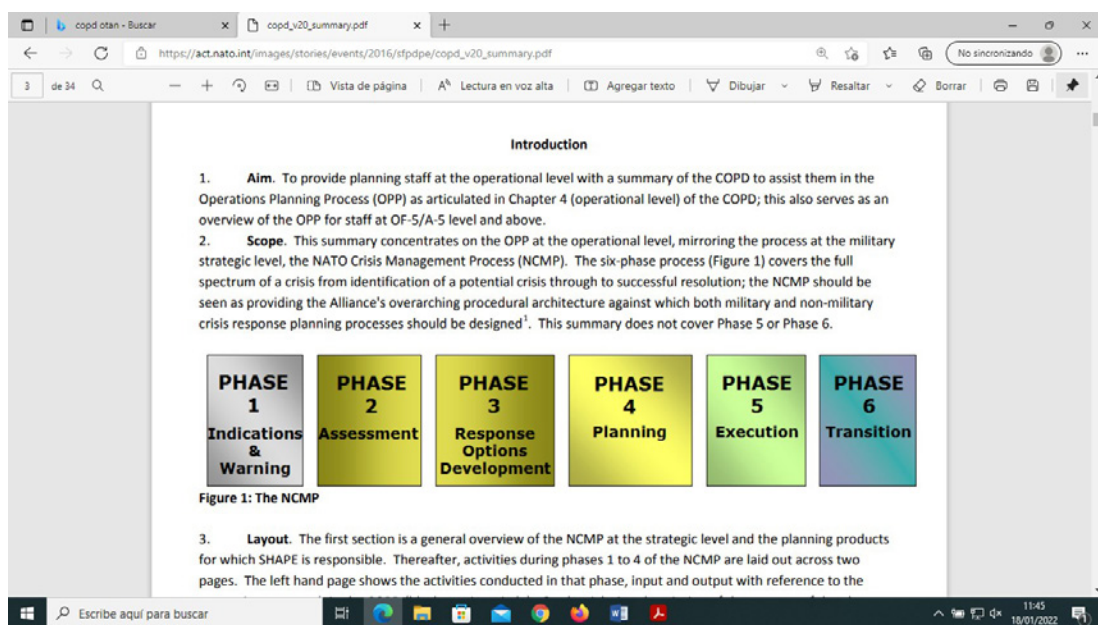 copd otan - Buscar
copd_v20_summary.pdf
https://act.nato.int/images/stories/events/2016/sfpdpe/copd_v20_summary.pdf
No sincronizando
3 de 34
Vista de página
Lectura en voz alta
Agregar texto
Dibujar
Resaltar
Borrar
Introduction
1. Aim. To provide planning staff at the operational level with a summary of the COPD to assist them in the
Operations Planning Process (OPP) as articulated in Chapter 4 (operational level) of the COPD; this also serves as an
overview of the OPP for staff at OF-5/A-5 level and above.
2. Scope. This summary concentrates on the OPP at the operational level, mirroring the process at the military
strategic level, the NATO Crisis Management Process (NCMP). The six-phase process (Figure 1) covers the full
spectrum of a crisis from identification of a potential crisis through to successful resolution; the NCMP should be
seen as providing the Alliance's overarching procedural architecture against which both military and non-military
crisis response planning processes should be designed1. This summary does not cover Phase 5 or Phase 6.
PHASE
1
Indications
&
Warning
PHASE
2
Assessment
PHASE
3
Response
Options
Development
PHASE
4
Planning
PHASE
5
Execution
PHASE
6
Transition
Figure 1: The NCMP
3. Layout. The first section is a general overview of the NCMP at the strategic level and the planning products
for which SHAPE is responsible. Thereafter, activities during phases 1 to 4 of the NCMP are laid out across two
pages. The left hand page shows the activities conducted in that phase, input and output with reference to the
Escribe aquí para buscar
11:45
18/01/2022